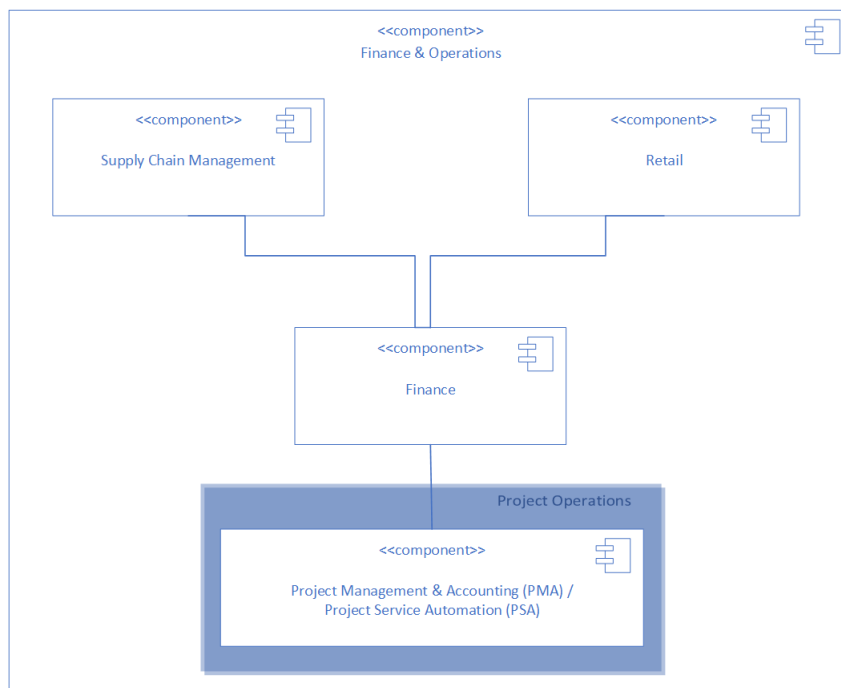 <<component>>
Finance & Operations
<<component>>
Supply Chain Management
<<component>>
Retail
<<component>>
Finance
Project Operations
<<component>>
Project Management & Accounting (PMA) /
Project Service Automation (PSA)